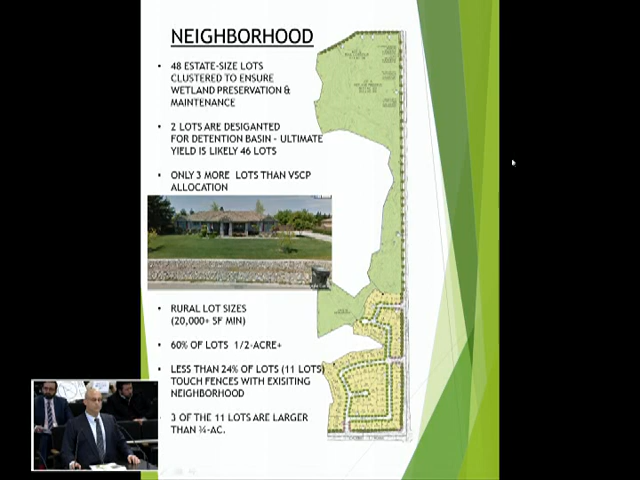 NEIGHBORHOOD
• 48 ESTATE-SIZE LOTS
CLUSTERED TO ENSURE
WETLAND PRESERVATION &
MAINTENANCE
• 2 LOTS ARE DESIGANTED
FOR DETENTION BASIN – ULTIMATE
YIELD IS LIKELY 46 LOTS
• ONLY 3 MORE LOTS THAN VSCP
ALLOCATION
• RURAL LOT SIZES
(20,000+ SF MIN)
• 60% OF LOTS 1/2-ACRE+
• LESS THAN 24% OF LOTS (11 LOTS)
TOUCH FENCES WITH EXISITING
NEIGHBORHOOD
• 3 OF THE 11 LOTS ARE LARGER
THAN ¾-AC.